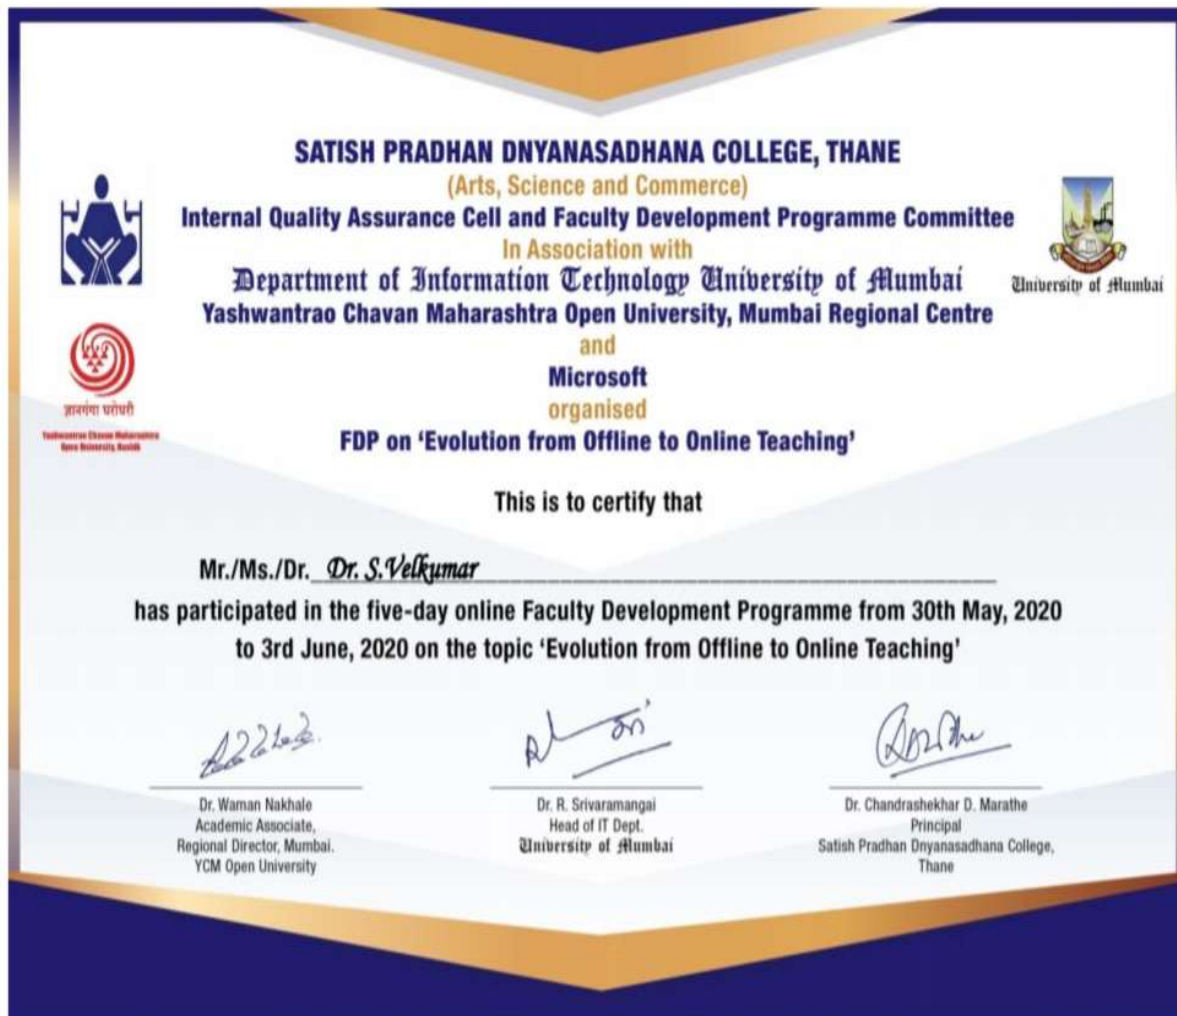 SATISH PRADHAN DNYANASADHANA COLLEGE, THANE
(Arts, Science and Commerce)
Internal Quality Assurance Cell and Faculty Development Programme Committee
In Association with
Department of Information Technology University of Mumbai
Yashwantrao Chavan Maharashtra Open University, Mumbai Regional Centre
and
Microsoft
organised
FDP on ‘Evolution from Offline to Online Teaching’
University of Mumbai
ज्ञानगंगा घरोघरी
Yashwantrao Chavan Maharashtra
Open University, Nashik
This is to certify that
Mr./Ms./Dr. Dr. S.Velkumar
has participated in the five-day online Faculty Development Programme from 30th May, 2020
to 3rd June, 2020 on the topic ‘Evolution from Offline to Online Teaching’
Dr. Waman Nakhale
Academic Associate,
Regional Director, Mumbai.
YCM Open University
Dr. R. Srivaramangai
Head of IT Dept.
University of Mumbai
Dr. Chandrashekhar D. Marathe
Principal
Satish Pradhan Dnyanasadhana College,
Thane